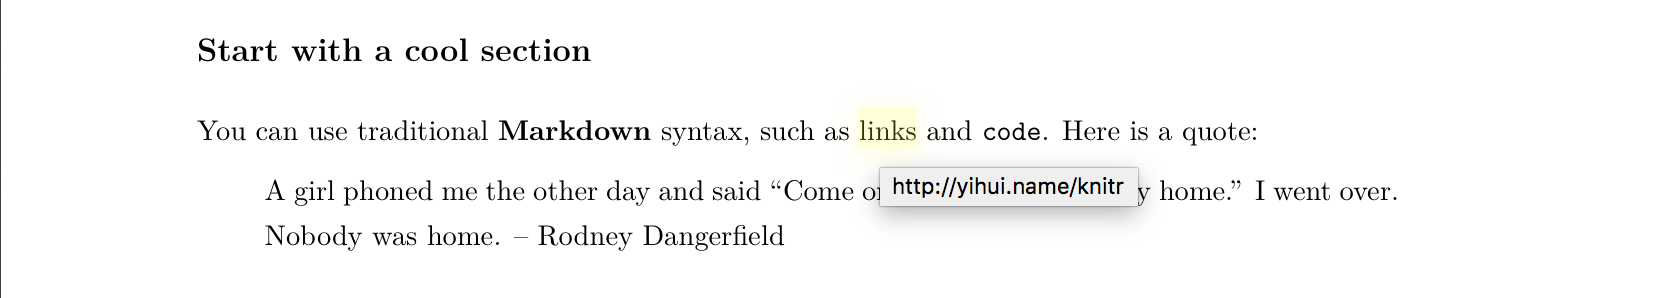 Start with a cool section
You can use traditional Markdown syntax, such as links and code. Here is a quote:
A girl phoned me the other day and said “Come http://yihui.name/knitr home.” I went over.
Nobody was home. – Rodney Dangerfield